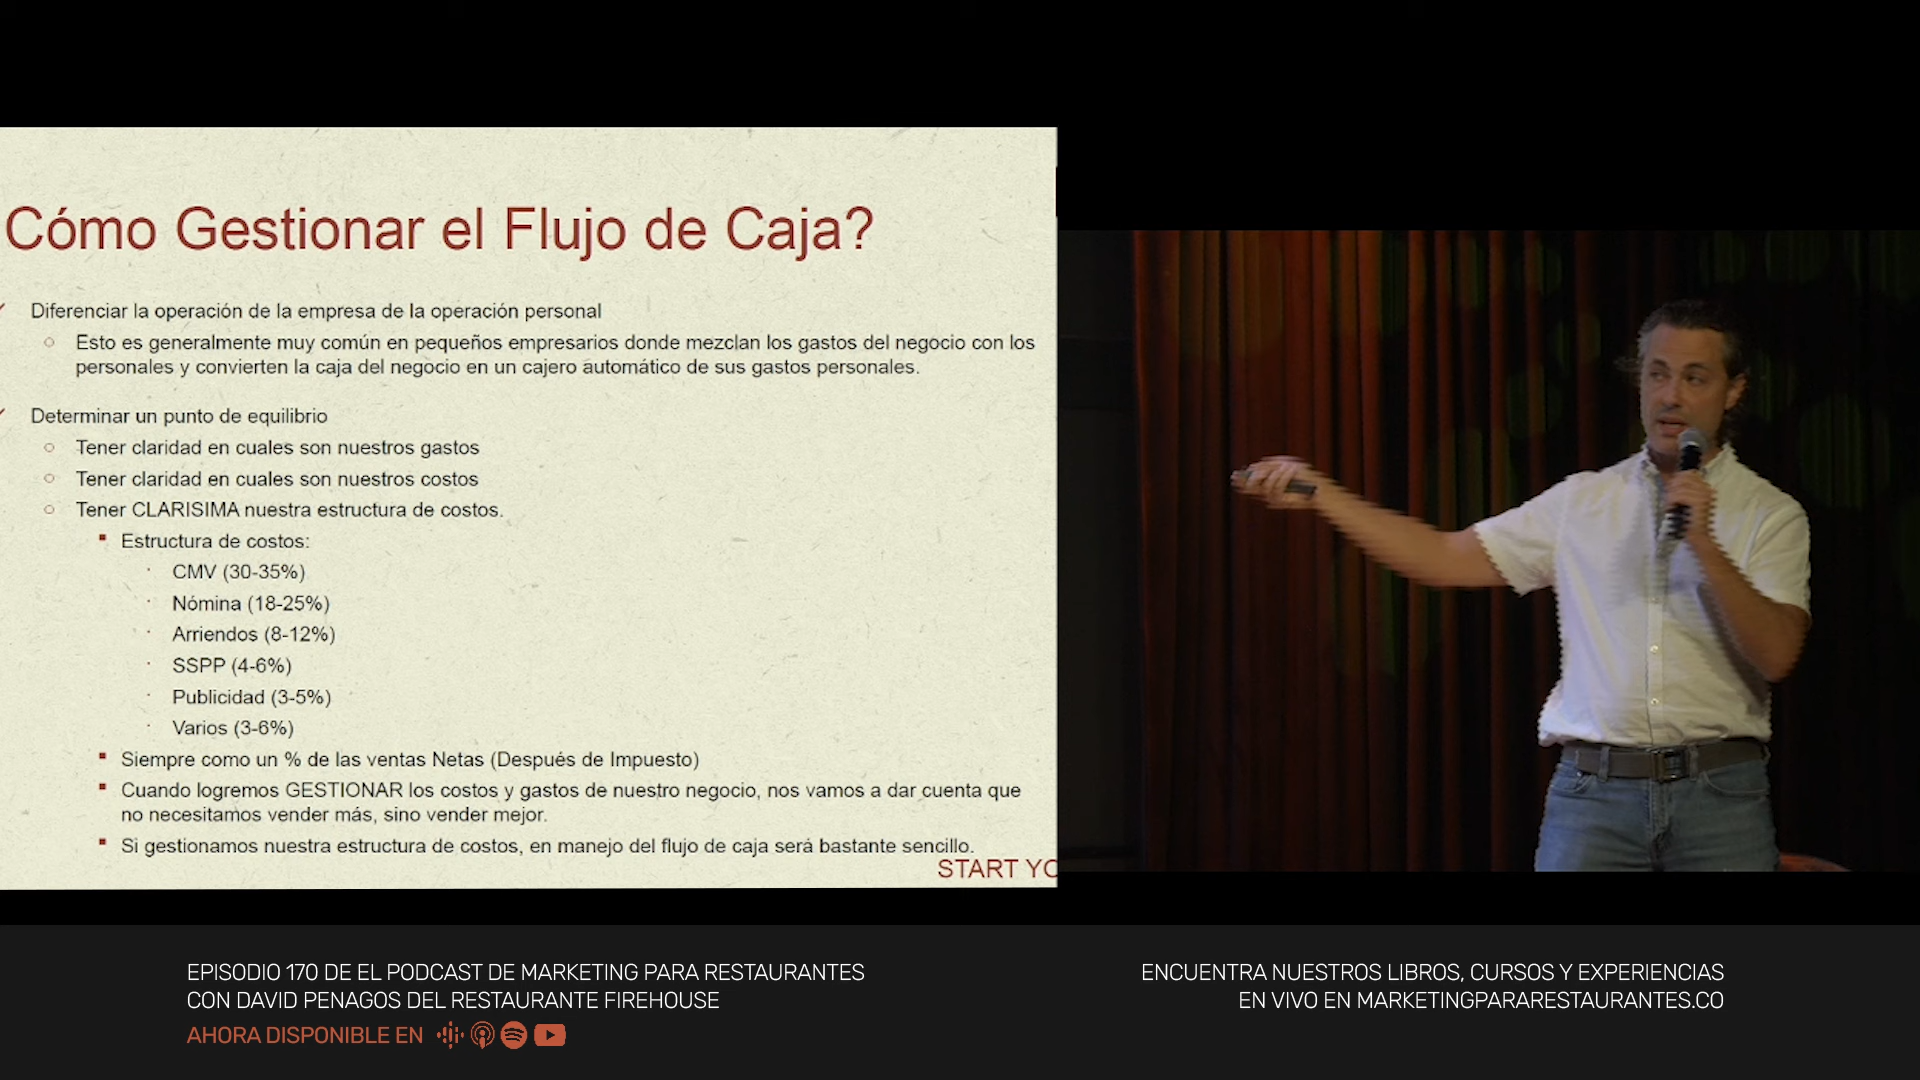 Cómo Gestionar el Flujo de Caja?
Diferenciar la operación de la empresa de la operación personal
Esto es generalmente muy común en pequeños empresarios donde mezclan los gastos del negocio con los
personales y convierten la caja del negocio en un cajero automático de sus gastos personales.
Determinar un punto de equilibrio
Tener claridad en cuales son nuestros gastos
Tener claridad en cuales son nuestros costos
Tener CLARISIMA nuestra estructura de costos.
Estructura de costos:
CMV (30-35%)
Nómina (18-25%)
Arriendos (8-12%)
SSPP (4-6%)
Publicidad (3-5%)
Varios (3-6%)
Siempre como un % de las ventas Netas (Después de Impuesto)
Cuando logremos GESTIONAR los costos y gastos de nuestro negocio, nos vamos a dar cuenta que
no necesitamos vender más, sino vender mejor.
Si gestionamos nuestra estructura de costos, en manejo del flujo de caja será bastante sencillo.
START YO
EPISODIO 170 DE EL PODCAST DE MARKETING PARA RESTAURANTES
CON DAVID PENAGOS DEL RESTAURANTE FIREHOUSE
AHORA DISPONIBLE EN
ENCUENTRA NUESTROS LIBROS, CURSOS Y EXPERIENCIAS
EN VIVO EN MARKETINGPARARESTAURANTES.CO